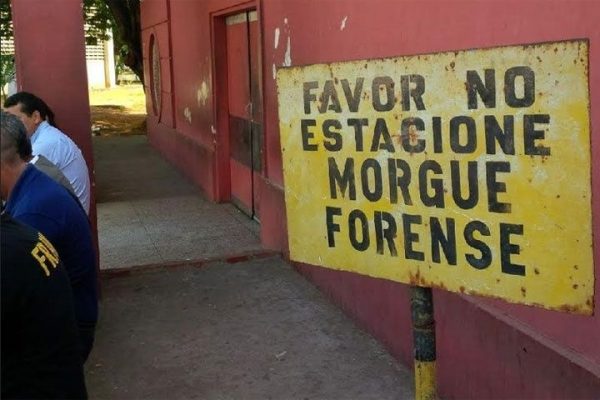 FAVOR NO
ESTACIONE
MORGUE
FORENSE